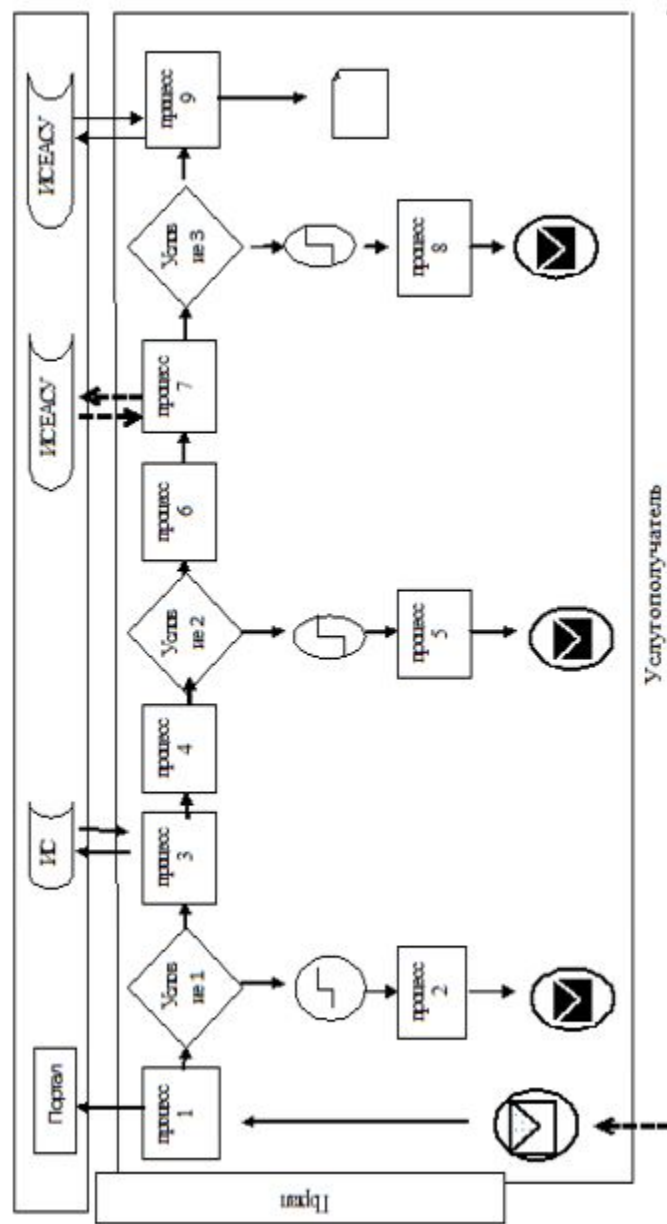 Портал
ИС
ИСЕАСУ
ИСЕАСУ
процесс
1
Услов
ие 1
процесс
3
процесс
4
Услов
ие 2
процесс
6
процесс
7
Услов
ие 3
процесс
9
процесс
2
процесс
5
процесс
8
Услугополучатель